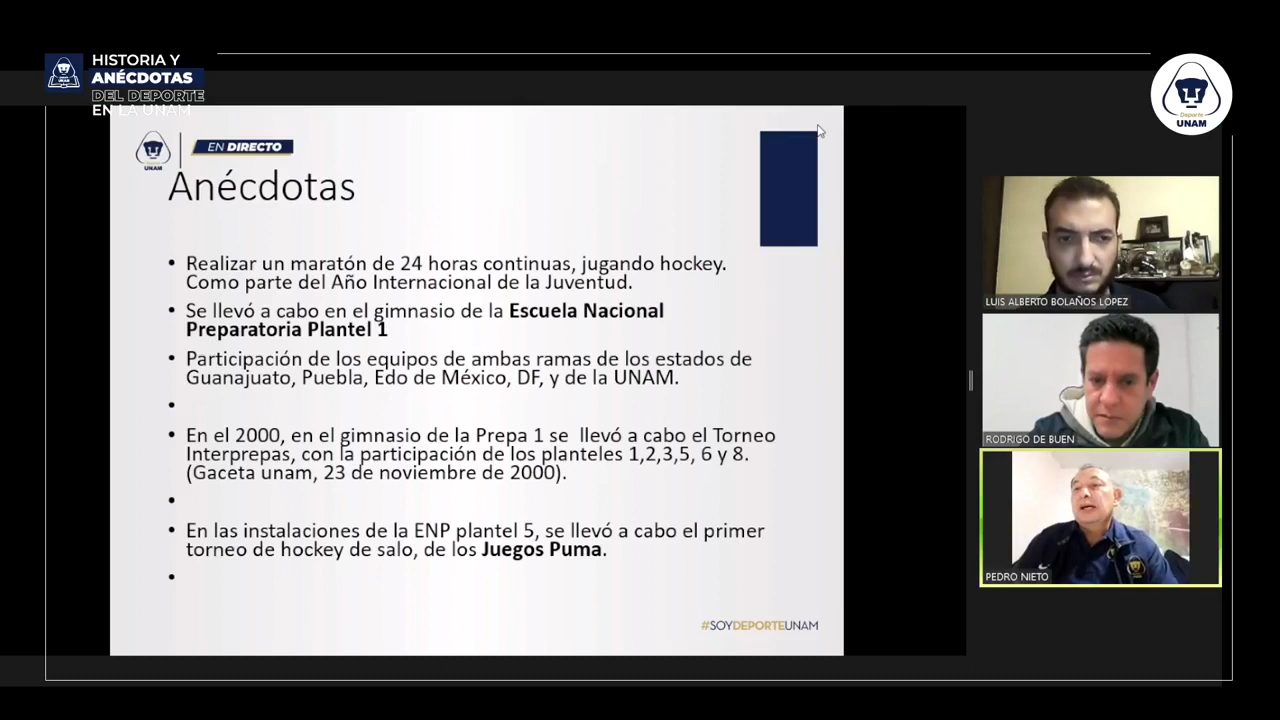 HISTORIA Y
ANÉCDOTAS
DEL DEPORTE
EN LA UNAM
Deporte
UNAM
UNAM
EN DIRECTO
Anécdotas
• Realizar un maratón de 24 horas continuas, jugando hockey.
Como parte del Año Internacional de la Juventud.
• Se llevó a cabo en el gimnasio de la Escuela Nacional
Preparatoria Plantel 1
• Participación de los equipos de ambas ramas de los estados de
Guanajuato, Puebla, Edo de México, DF, y de la UNAM.
•
• En el 2000, en el gimnasio de la Prepa 1 se llevó a cabo el Torneo
Interprepas, con la participación de los planteles 1,2,3,5, 6 y 8.
(Gaceta unam, 23 de noviembre de 2000).
•
• En las instalaciones de la ENP plantel 5, se llevó a cabo el primer
torneo de hockey de salo, de los Juegos Puma.
•
#SOYDEPORTEUNAM
LUIS ALBERTO BOLAÑOS LOPEZ
RODRIGO DE BUEN
PEDRO NIETO